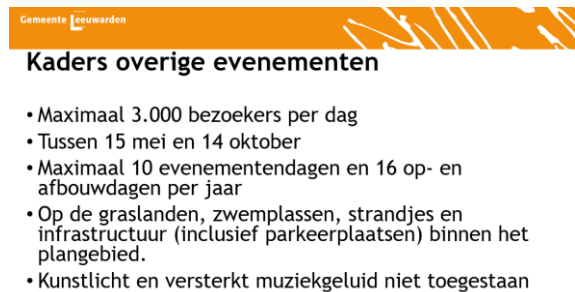 Gemeente Leeuwarden
Kaders overige evenementen
• Maximaal 3.000 bezoekers per dag
• Tussen 15 mei en 14 oktober
• Maximaal 10 evenementendagen en 16 op- en
afbouwdagen per jaar
• Op de graslanden, zwemplassen, strandjes en
infrastructuur (inclusief parkeerplaatsen) binnen het
plangebied.
• Kunstlicht en versterkt muziekgeluid niet toegestaan